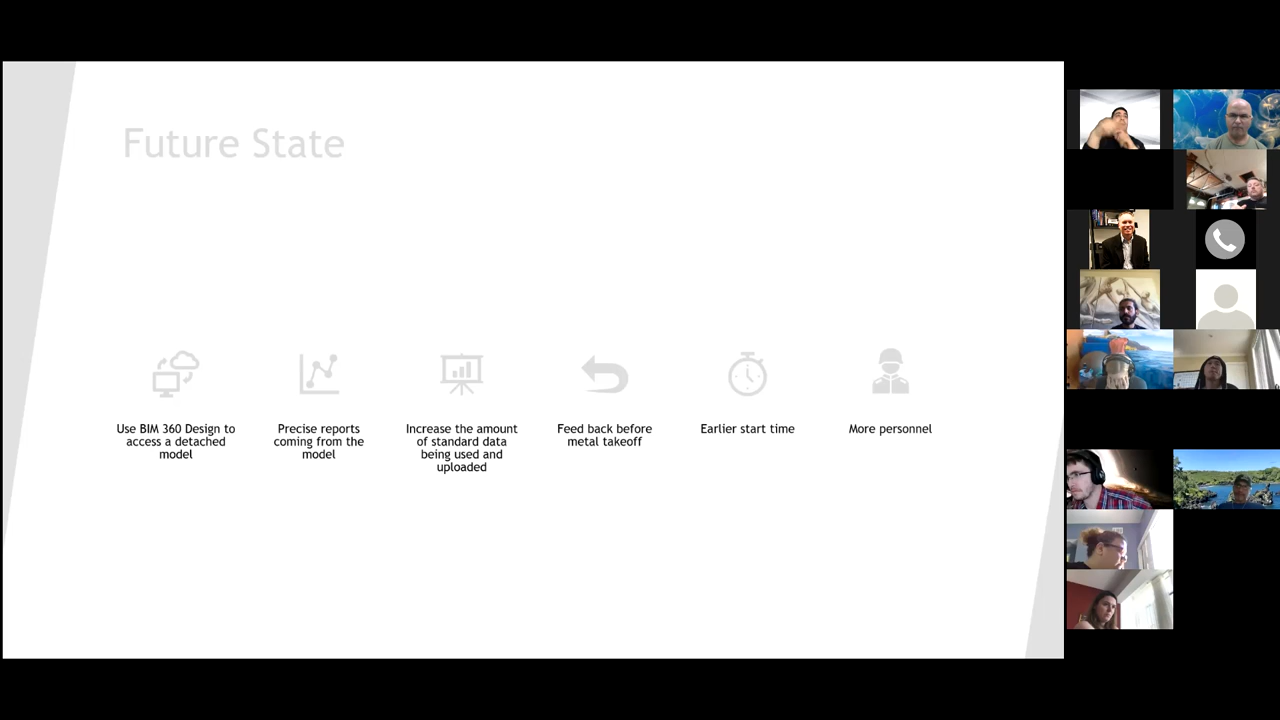 Future State
Use BIM 360 Design to
access a detached
model
Precise reports
coming from the
model
Increase the amount
of standard data
being used and
uploaded
Feed back before
metal takeoff
Earlier start time
More personnel